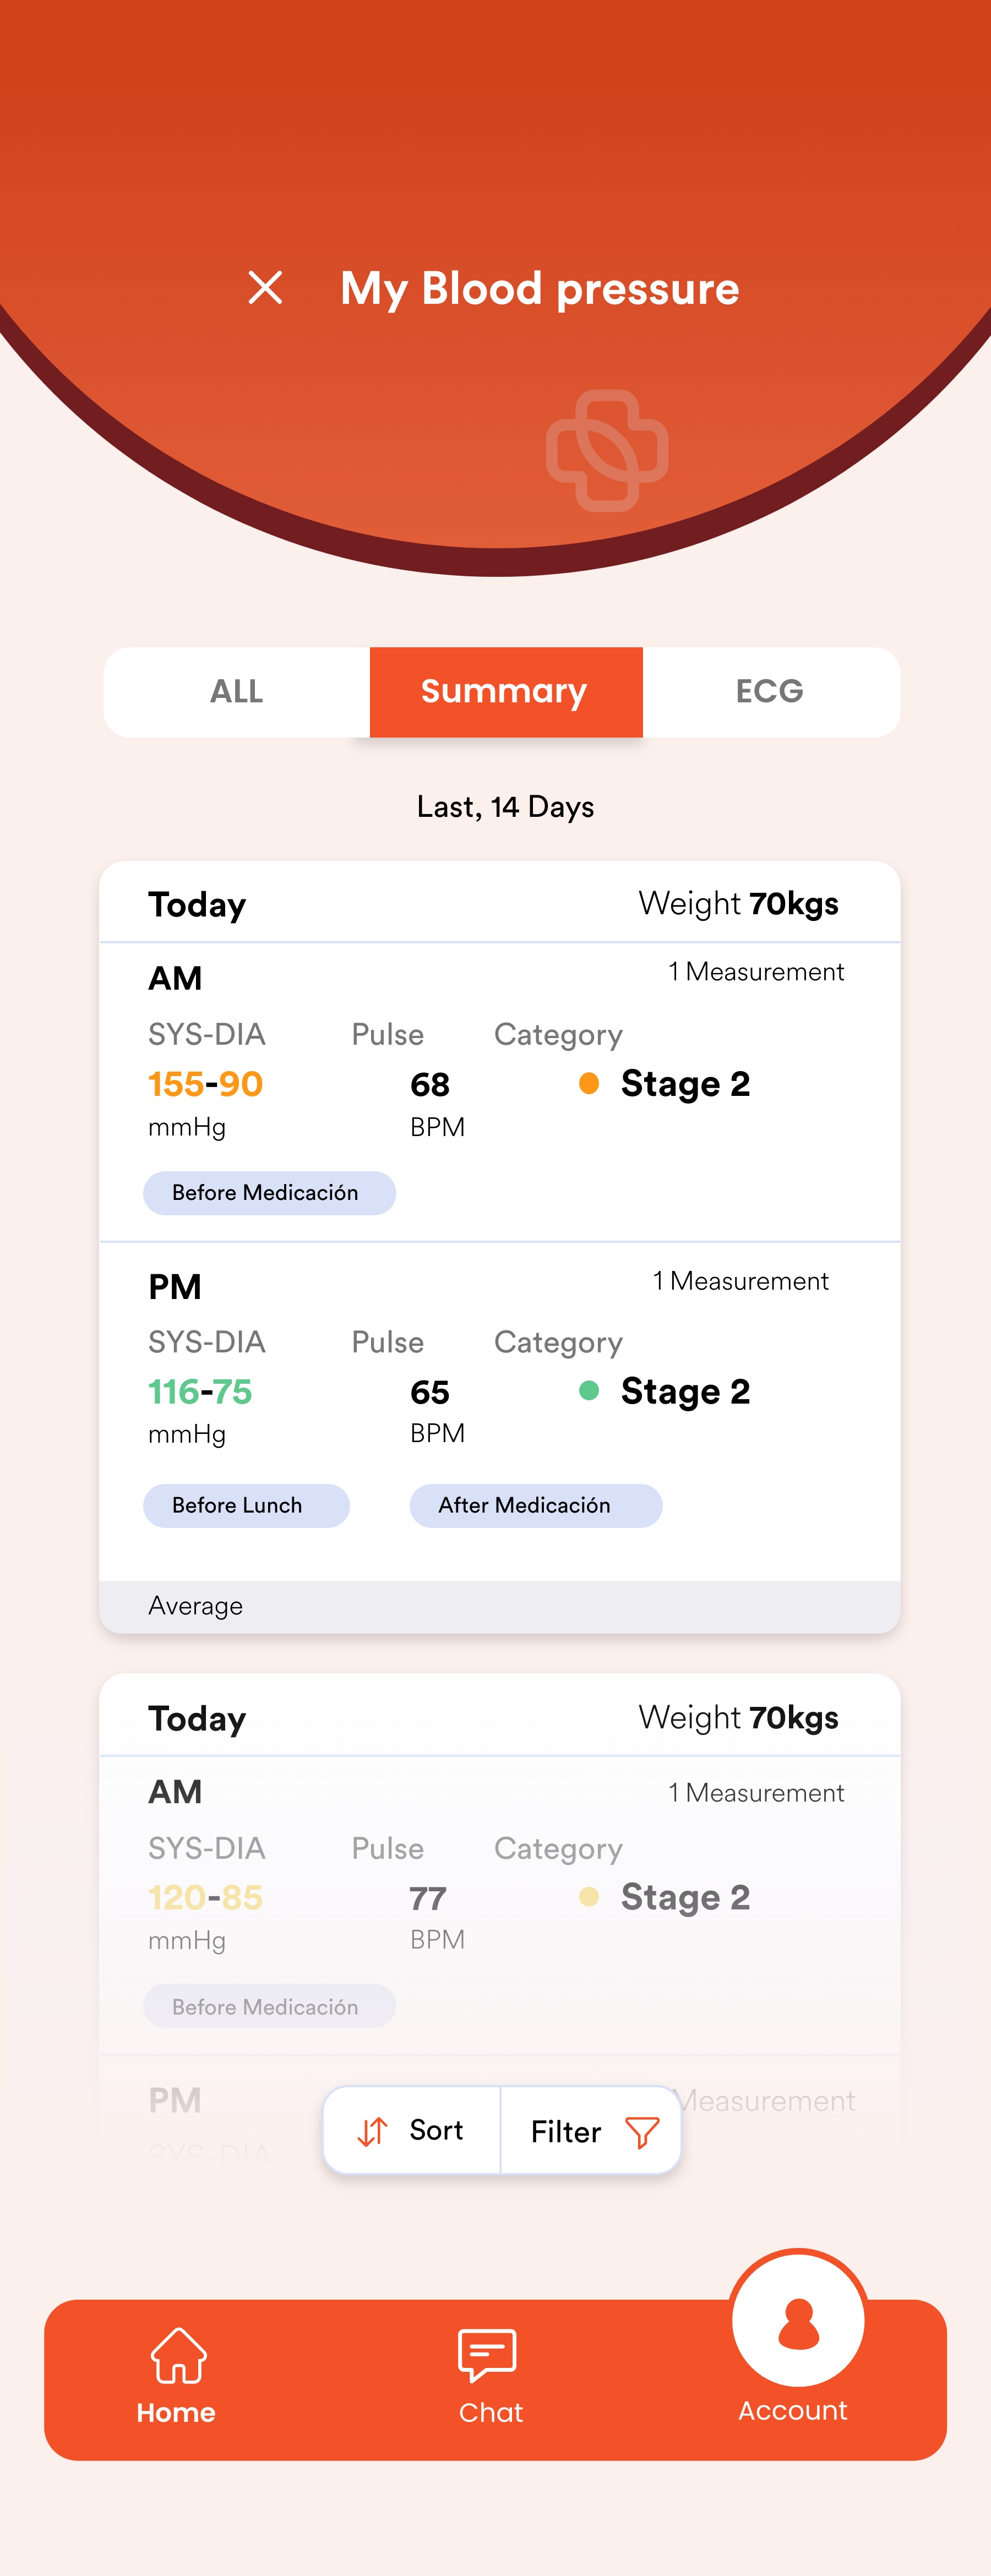 My Blood pressure
ALL Summary ECG
Last, 14 Days
Today Weight 70kgs
AM 1 Measurement
SYS-DIA Pulse Category
155-90 68 Stage 2
mmHg BPM
Before Medicación
PM 1 Measurement
SYS-DIA Pulse Category
116-75 65 Stage 2
mmHg BPM
Before Lunch After Medicación
Average
Today Weight 70kgs
AM 1 Measurement
SYS-DIA Pulse Category
120-85 77 Stage 2
mmHg BPM
Before Medicación
PM Measurement
Sort Filter
SYS-DIA
Home Chat Account